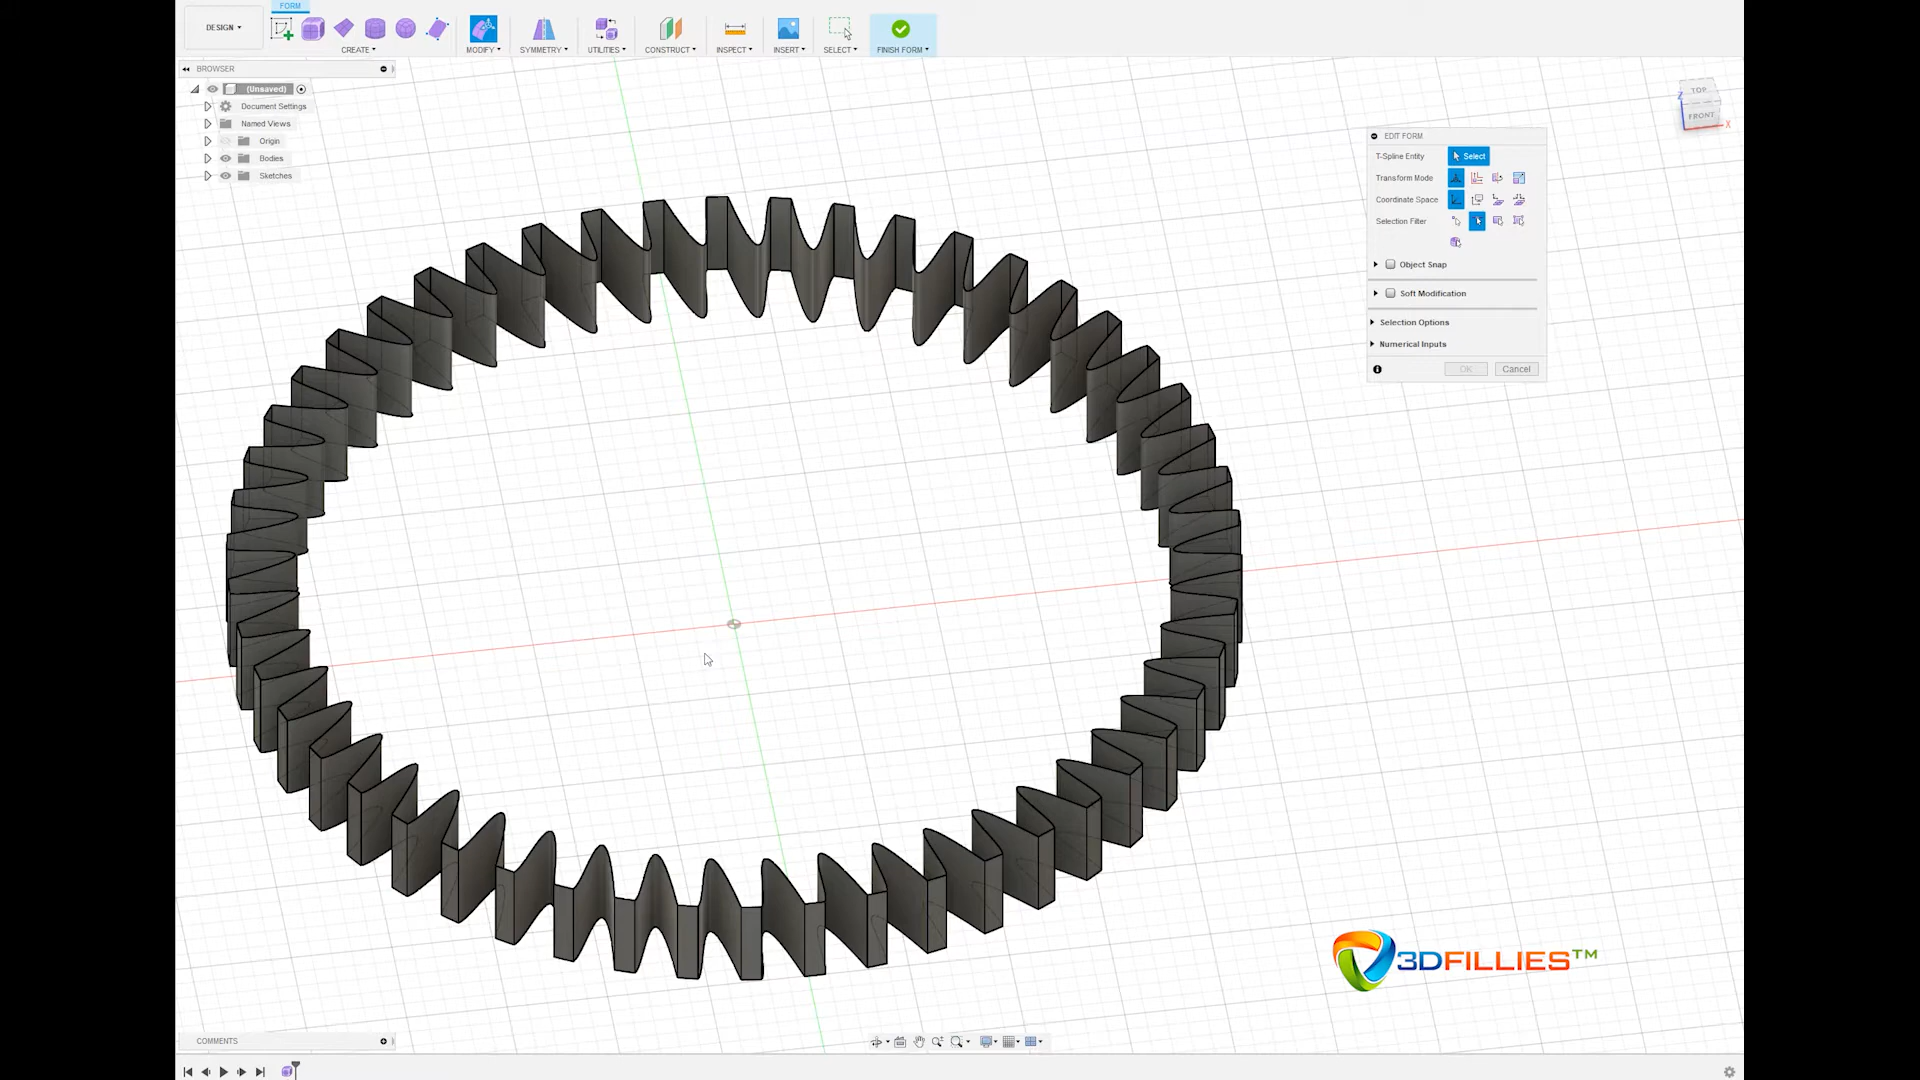 FORM
DESIGN
CREATE
MODIFY
SYMMETRY
UTILITIES
CONSTRUCT
INSPECT
INSERT
SELECT
FINISH FORM
BROWSER
(Unsaved)
Document Settings
Named Views
Origin
Bodies
Sketches
TOP
FRONT
Z
X
EDIT FORM
T-Spline Entity
Select
Transform Mode
Coordinate Space
Selection Filter
Object Snap
Soft Modification
Selection Options
Numerical Inputs
OK
Cancel
3DFILLIES™
COMMENTS